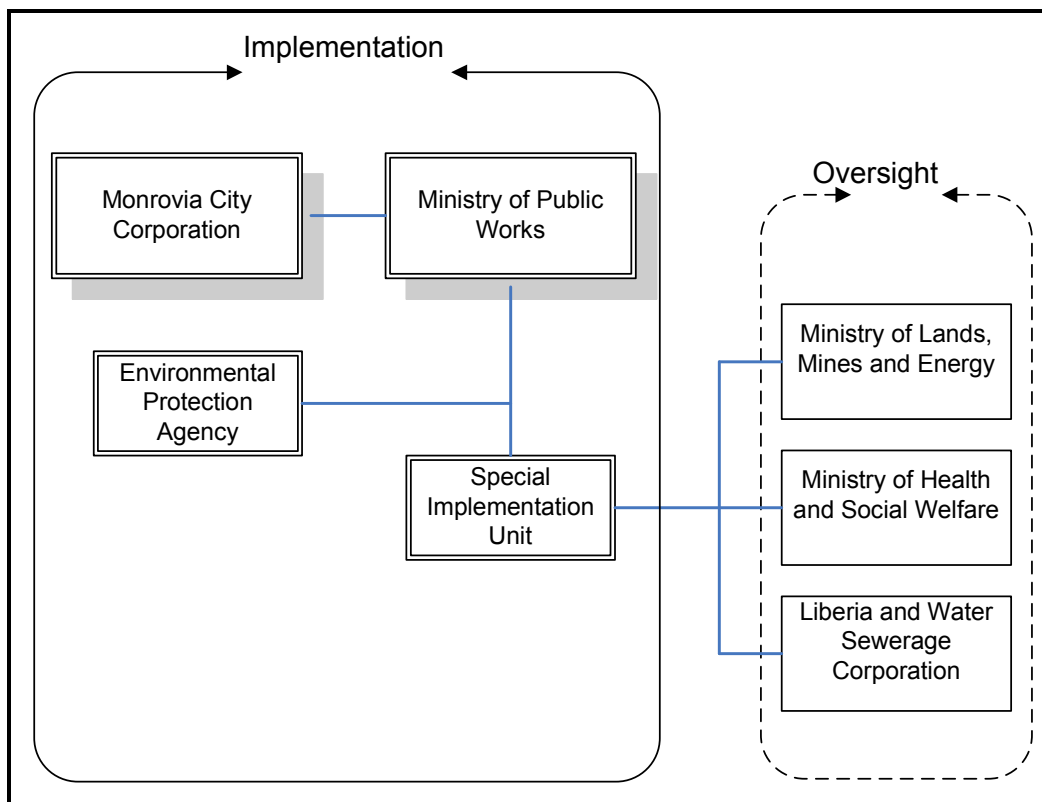 Implementation
Monrovia City
Corporation
Ministry of Public
Works
Environmental
Protection
Agency
Special
Implementation
Unit
Oversight
Ministry of Lands,
Mines and Energy
Ministry of Health
and Social Welfare
Liberia and Water
Sewerage
Corporation